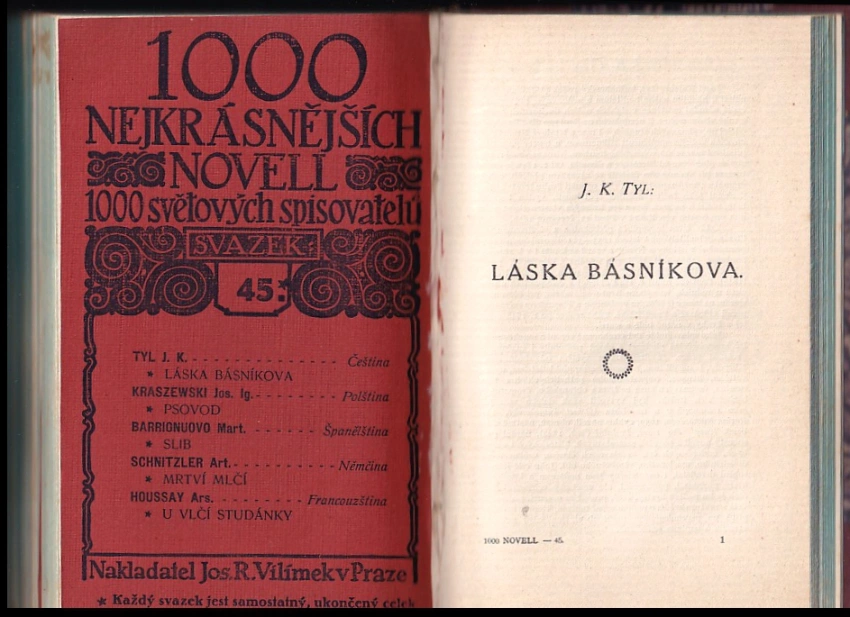 1000
NEJKRÁSNĚJŠÍCH
NOVELL
1000 světových spisovatelů
SVAZEK:
45.
TYL J. K. - - - - - - - - - - - - - - - Čeština
* LÁSKA BÁSNÍKOVA
KRASZEWSKI Jos. Ig. - - - - - - - - Polština
* PSOVOD
BARRIONUOVO Mart. - - - - - - - Španělština
* SLIB
SCHNITZLER Art. - - - - - - - - - - Němčina
* MRTVÍ MLČÍ
HOUSSAY Ars. - - - - - - - - - Francouzština
* U VLČÍ STUDÁNKY
Nakladatel Jos. R. Vilímek v Praze
* Každý svazek jest samostatný, ukončený celek
J. K. TYL:
LÁSKA BÁSNÍKOVA.
1000 NOVELL — 45. 1